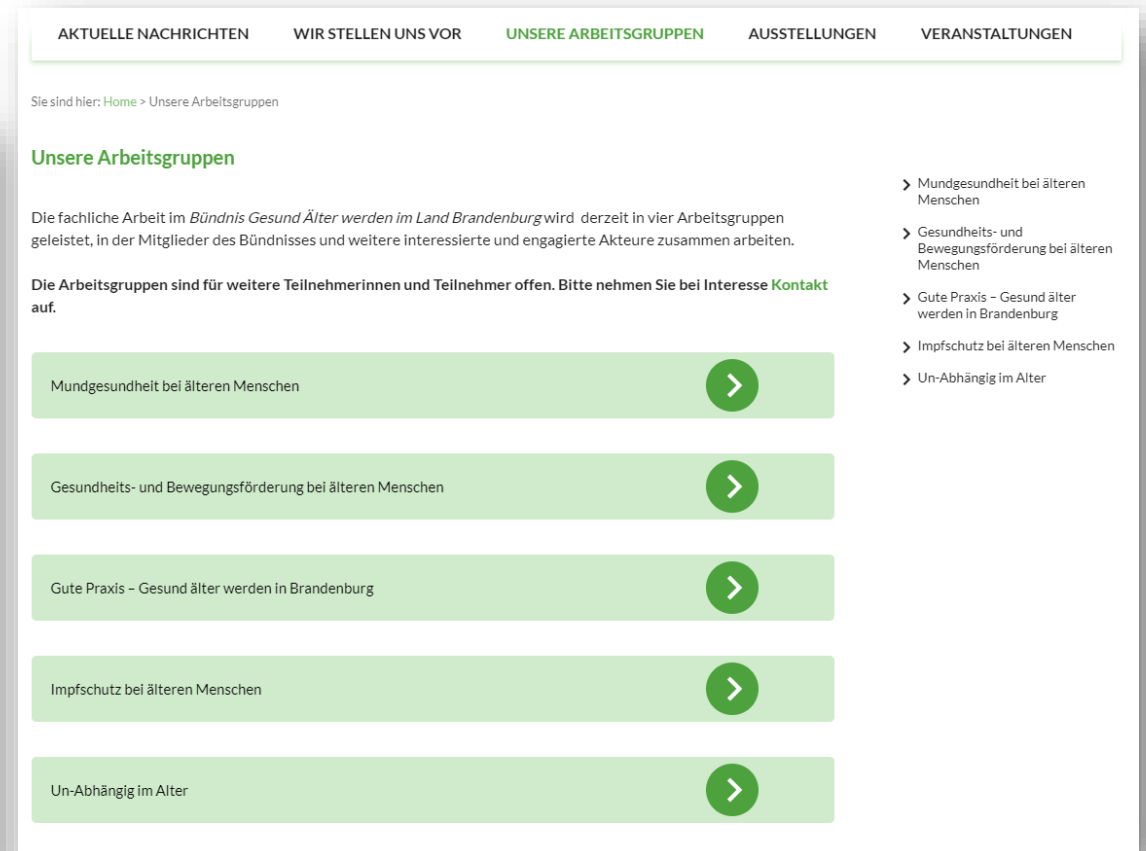 AKTUELLE NACHRICHTEN WIR STELLEN UNS VOR UNSERE ARBEITSGRUPPEN AUSSTELLUNGEN VERANSTALTUNGEN
Sie sind hier: Home > Unsere Arbeitsgruppen
Unsere Arbeitsgruppen
Die fachliche Arbeit im Bündnis Gesund Älter werden im Land Brandenburg wird derzeit in vier Arbeitsgruppen
geleistet, in der Mitglieder des Bündnisses und weitere interessierte und engagierte Akteure zusammen arbeiten.
Die Arbeitsgruppen sind für weitere Teilnehmerinnen und Teilnehmer offen. Bitte nehmen Sie bei Interesse Kontakt
auf.
Mundgesundheit bei älteren Menschen
Gesundheits- und Bewegungsförderung bei älteren Menschen
Gute Praxis – Gesund älter werden in Brandenburg
Impfschutz bei älteren Menschen
Un-Abhängig im Alter
Mundgesundheit bei älteren
Menschen
Gesundheits- und
Bewegungsförderung bei älteren
Menschen
Gute Praxis – Gesund älter
werden in Brandenburg
Impfschutz bei älteren Menschen
Un-Abhängig im Alter